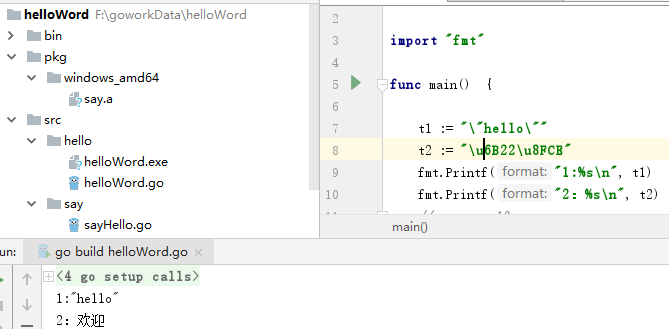 helloWord F:\goworkData\helloWord
bin
pkg
windows_amd64
say.a
src
hello
helloWord.exe
helloWord.go
say
sayHello.go
2
3 import "fmt"
4
5 func main() {
6
7 t1 := "\"hello\""
8 t2 := "\u6B22\u8FCE"
9 fmt.Printf( format: "1:%s\n", t1)
10 fmt.Printf( format: "2：%s\n", t2)
main()
un: go build helloWord.go ×
<4 go setup calls>
1:"hello"
2：欢迎